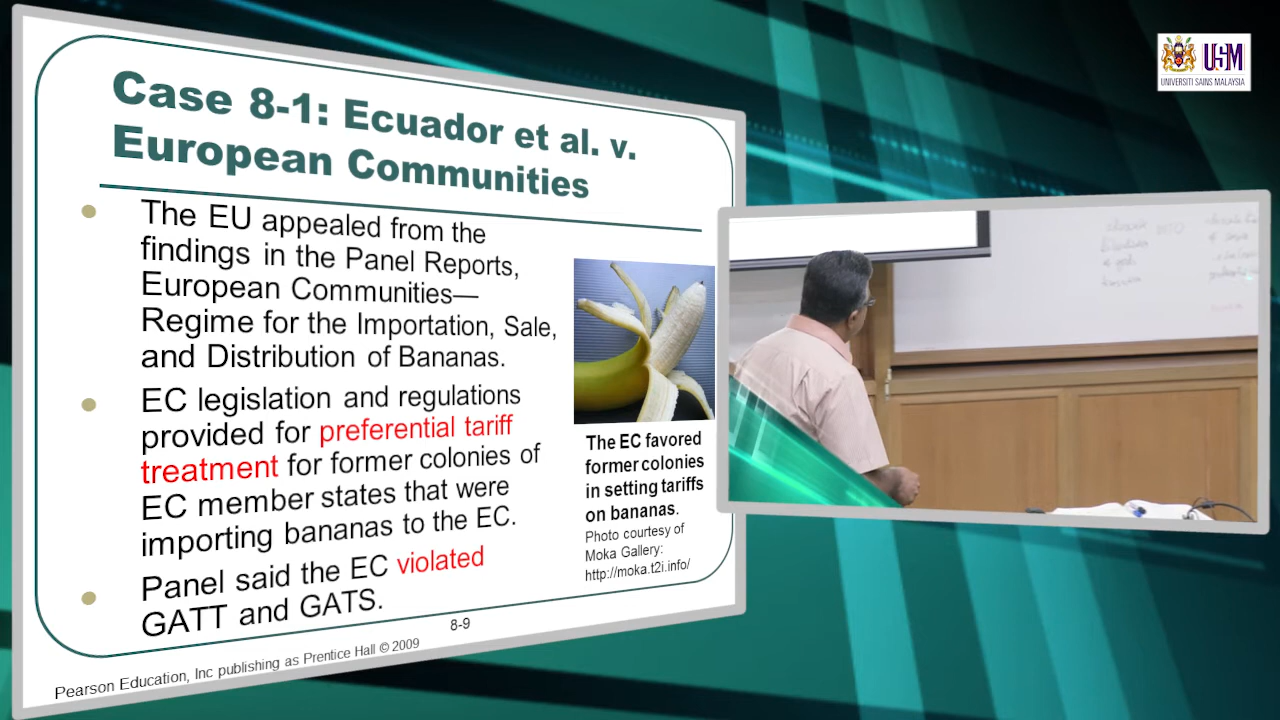 Case 8-1: Ecuador et al. v.
European Communities
The EU appealed from the
findings in the Panel Reports,
European Communities—
Regime for the Importation, Sale,
and Distribution of Bananas.
EC legislation and regulations
provided for preferential tariff
treatment for former colonies of
EC member states that were
importing bananas to the EC.
Panel said the EC violated
GATT and GATS.
The EC favored
former colonies
in setting tariffs
on bananas.
Photo courtesy of
Moka Gallery:
http://moka.t2i.info/
8-9
Pearson Education, Inc publishing as Prentice Hall © 2009
USM
UNIVERSITI SAINS MALAYSIA